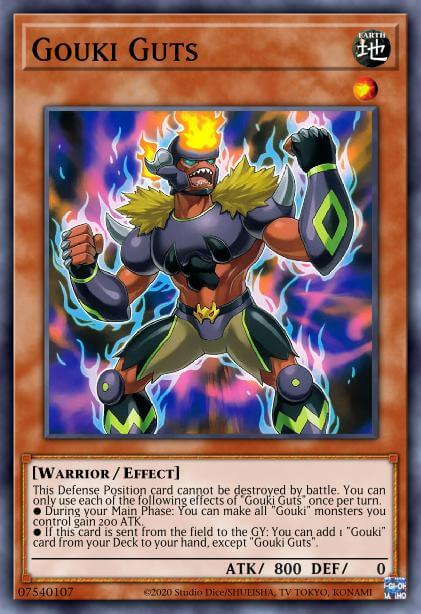 GOUKI GUTS
EARTH
地
[WARRIOR / EFFECT]
This Defense Position card cannot be destroyed by battle. You can
only use each of the following effects of "Gouki Guts" once per turn.
● During your Main Phase: You can make all "Gouki" monsters you
control gain 200 ATK.
● If this card is sent from the field to the GY: You can add 1 "Gouki"
card from your Deck to your hand, except "Gouki Guts".
ATK/ 800 DEF/ 0
07540107
©2020 Studio Dice/SHUEISHA, TV TOKYO, KONAMI